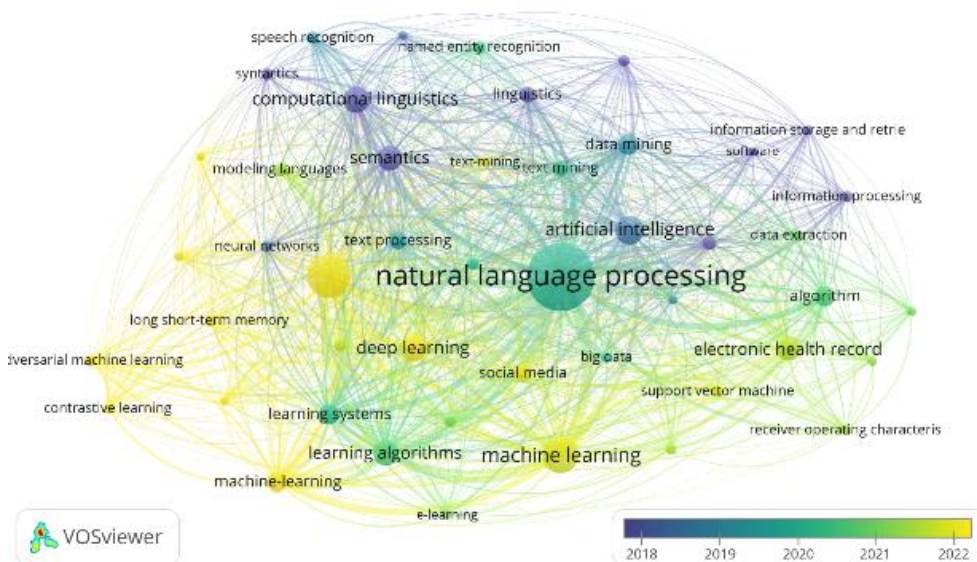 speech recognition
named entity recognition
syntactics
computational linguistics
linguistics
data mining
information storage and retrie
software
semantics
text-mining
text mining
modeling languages
information processing
artificial intelligence
data extraction
neural networks
text processing
natural language processing
algorithm
long short-term memory
deep learning
electronic health record
big data
dversarial machine learning
social media
support vector machine
contrastive learning
learning systems
receiver operating characteris
learning algorithms
machine learning
machine-learning
e-learning
VOSviewer
2018 2019 2020 2021 2022